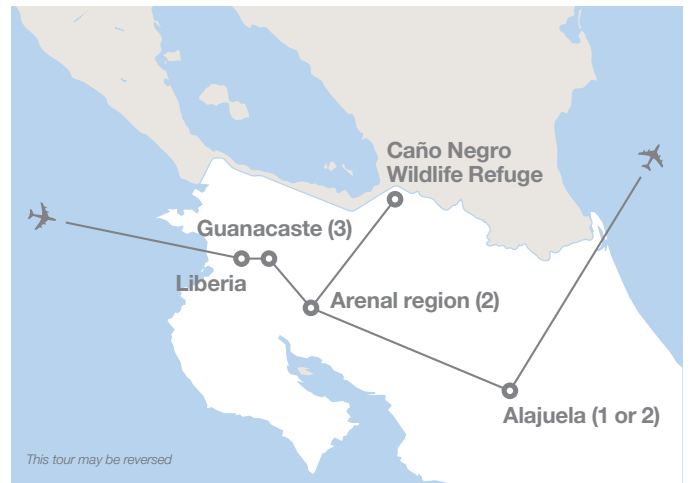 Caño Negro
Wildlife Refuge
Guanacaste (3)
Liberia
Arenal region (2)
Alajuela (1 or 2)
This tour may be reversed